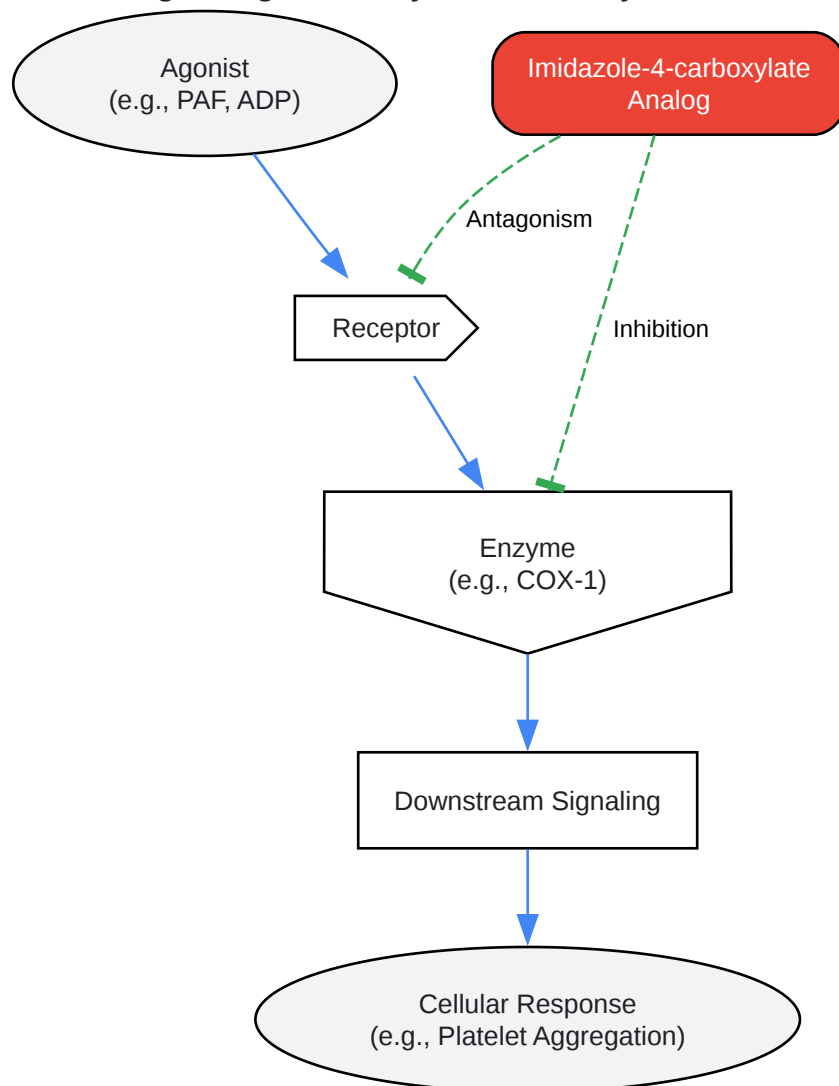 Agonist
(e.g., PAF, ADP)
Imidazole-4-carboxylate
Analog
Antagonism
Receptor
Inhibition
Enzyme
(e.g., COX-1)
Downstream Signaling
Cellular Response
(e.g., Platelet Aggregation)